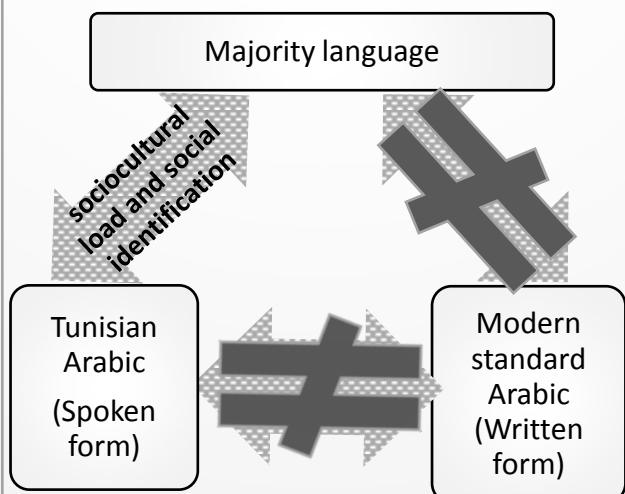 Majority language
sociocultural
load and social
identification
Tunisian
Arabic
(Spoken
form)
Modern
standard
Arabic
(Written
form)